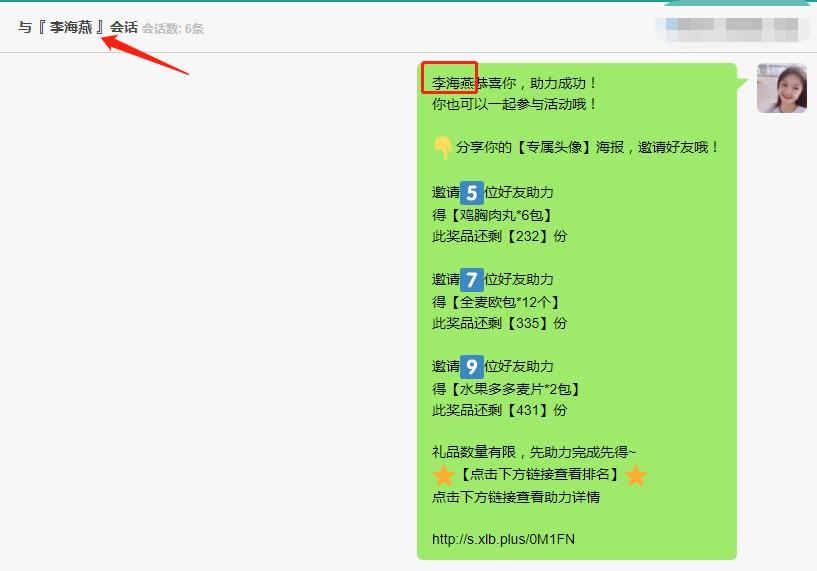 与『 李海燕 』会话 会话数: 6条
李海燕恭喜你，助力成功！
你也可以一起参与活动哦！
👇分享你的【专属头像】海报，邀请好友哦！
邀请5️⃣位好友助力
得【鸡胸肉丸*6包】
此奖品还剩【232】份
邀请7️⃣位好友助力
得【全麦欧包*12个】
此奖品还剩【335】份
邀请9️⃣位好友助力
得【水果多多麦片*2包】
此奖品还剩【431】份
礼品数量有限，先助力完成先得~
⭐【点击下方链接查看排名】⭐
点击下方链接查看助力详情
http://s.xlb.plus/0M1FN